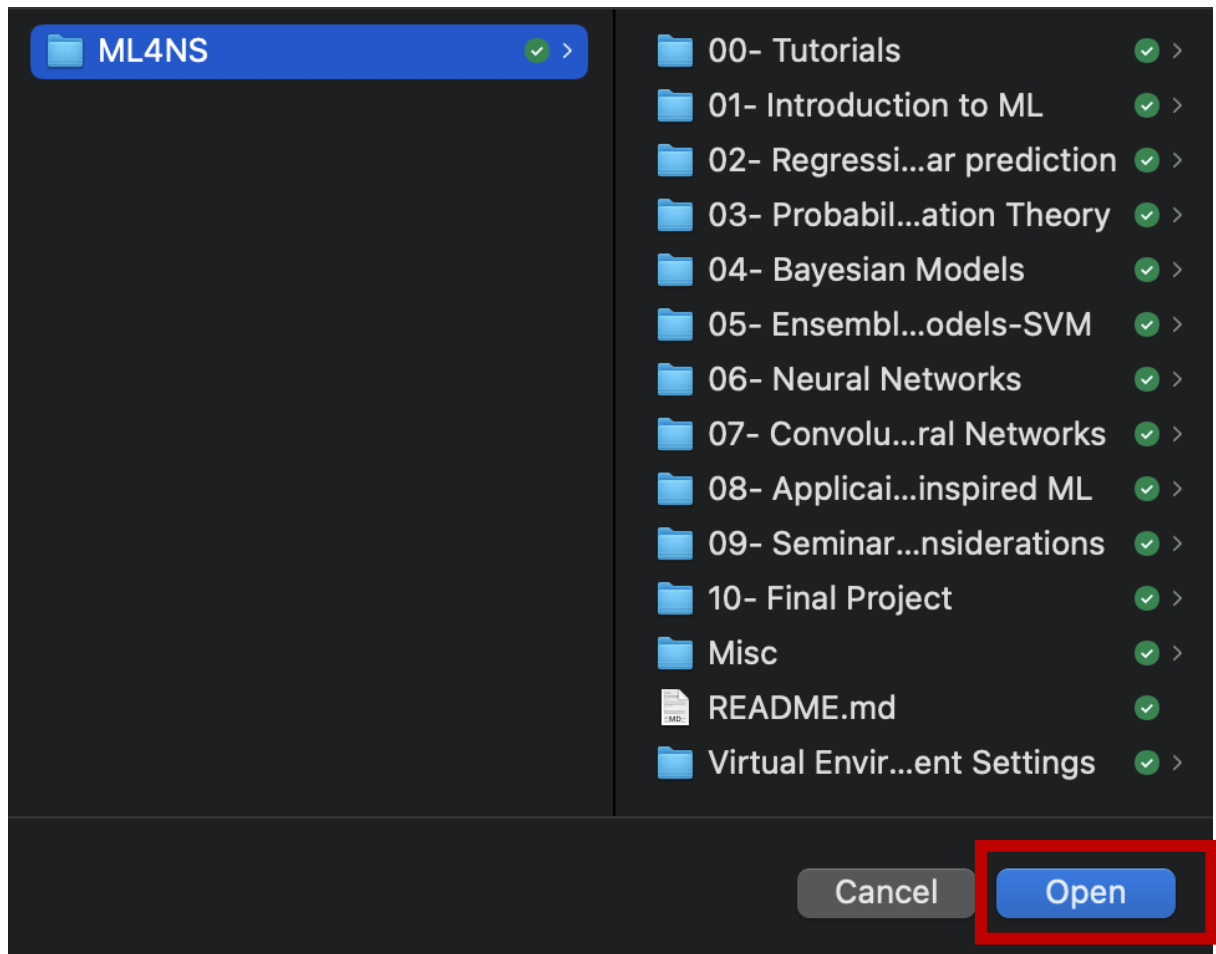 ML4NS
00- Tutorials
01- Introduction to ML
02- Regressi...ar prediction
03- Probabil...ation Theory
04- Bayesian Models
05- Ensembl...odels-SVM
06- Neural Networks
07- Convolu...ral Networks
08- Applicai...inspired ML
09- Seminar...nsiderations
10- Final Project
Misc
MD
README.md
Virtual Envir...ent Settings
Cancel
Open